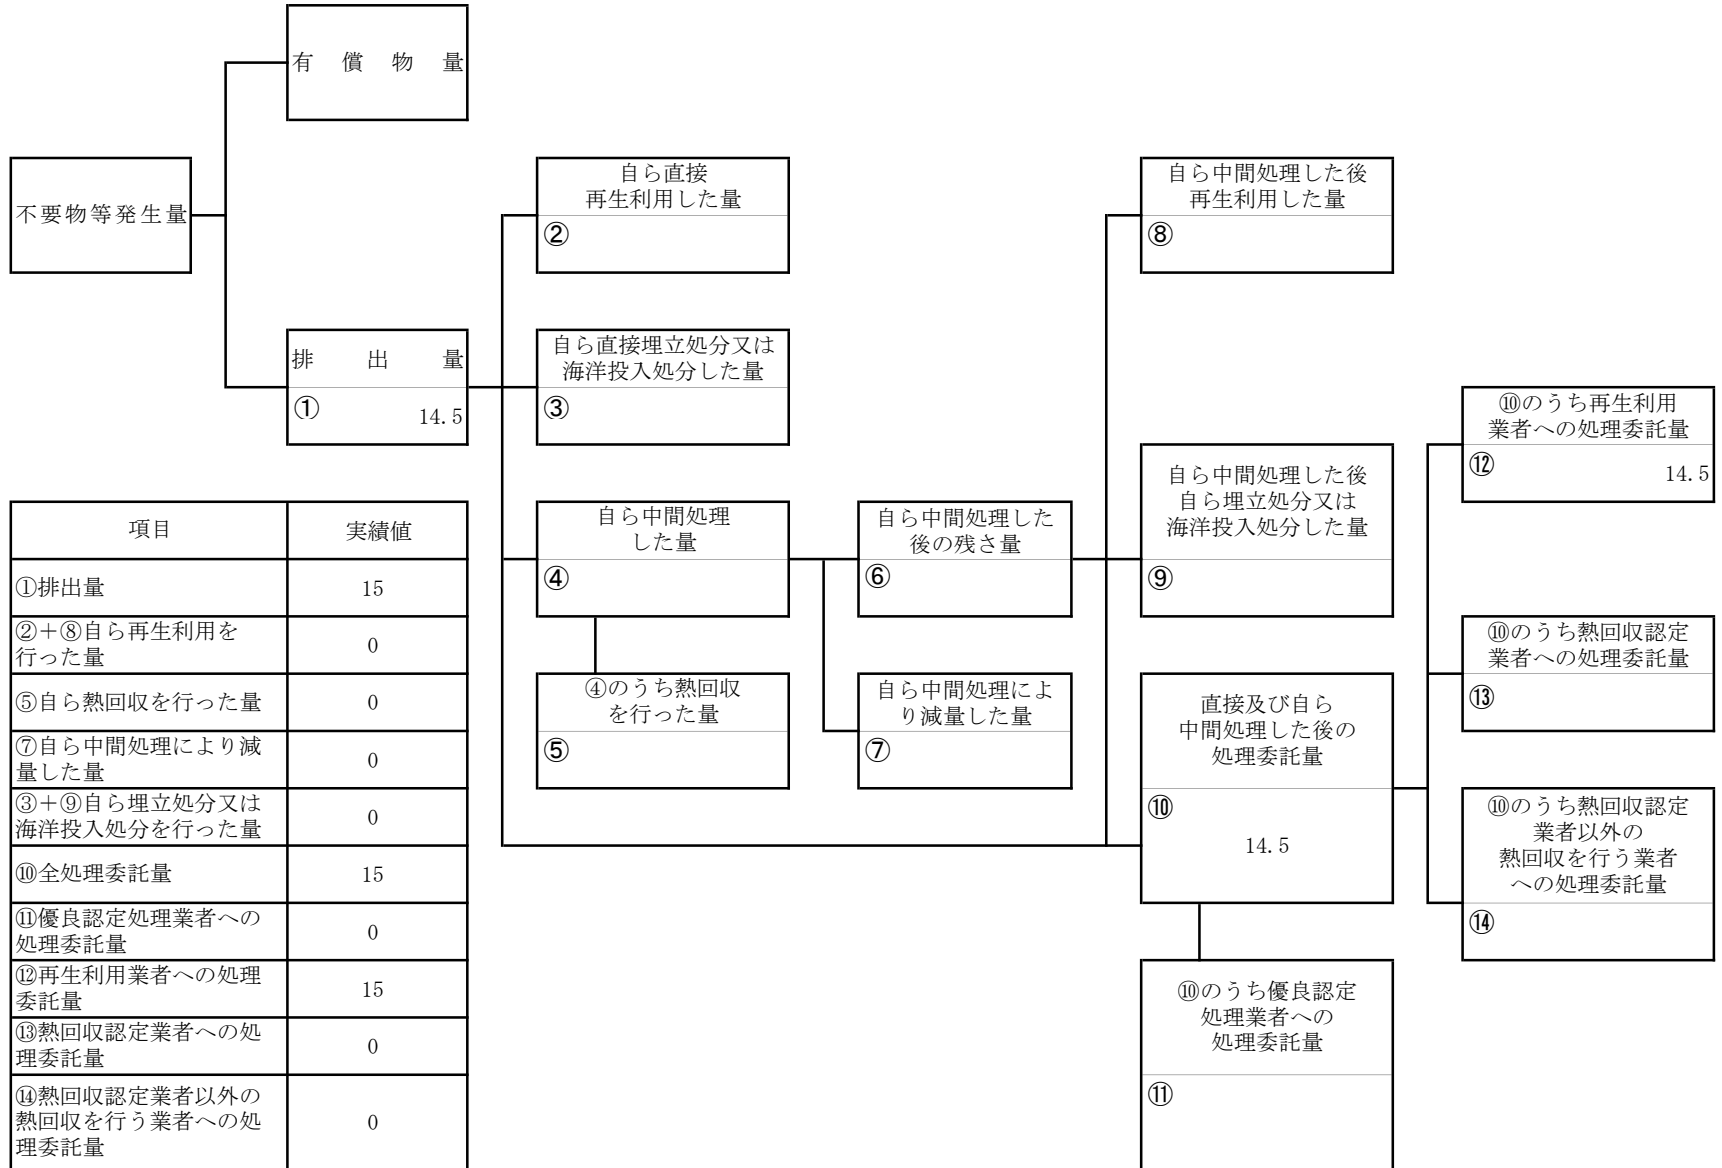 有償物量
不要物等発生量
自ら直接
再生利用した量
②
自ら中間処理した後
再生利用した量
⑧
排出量
① 14.5
自ら直接埋立処分又は
海洋投入処分した量
③
⑩のうち再生利用
業者への処理委託量
⑫ 14.5
自ら中間処理
した量
④
自ら中間処理した
後の残さ量
⑥
自ら中間処理した後
自ら埋立処分又は
海洋投入処分した量
⑨
④のうち熱回収
を行った量
⑤
自ら中間処理によ
り減量した量
⑦
直接及び自ら
中間処理した後の
処理委託量
⑩
14.5
⑩のうち熱回収認定
業者への処理委託量
⑬
⑩のうち熱回収認定
業者以外の
熱回収を行う業者
への処理委託量
⑭
⑩のうち優良認定
処理業者への
処理委託量
⑪
項目 実績値
①排出量 15
②＋⑧自ら再生利用を
行った量 0
⑤自ら熱回収を行った量 0
⑦自ら中間処理により減
量した量 0
③＋⑨自ら埋立処分又は
海洋投入処分を行った量 0
⑩全処理委託量 15
⑪優良認定処理業者への
処理委託量 0
⑫再生利用業者への処理
委託量 15
⑬熱回収認定業者への処
理委託量 0
⑭熱回収認定業者以外の
熱回収を行う業者への処 0
理委託量